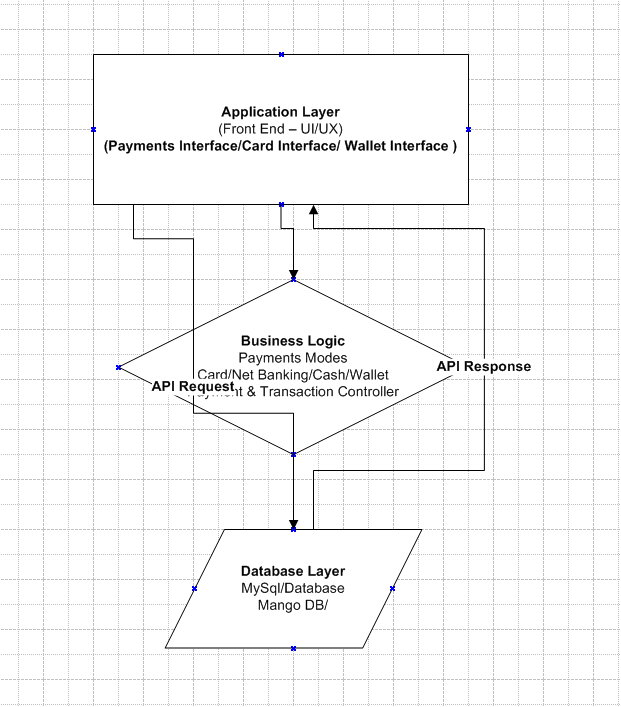 Application Layer
(Front End – UI/UX)
(Payments Interface/Card Interface/ Wallet Interface )
Business Logic
Payments Modes
Card/Net Banking/Cash/Wallet
& Transaction Controller
API Request
API Response
Database Layer
MySql/Database
Mango DB/